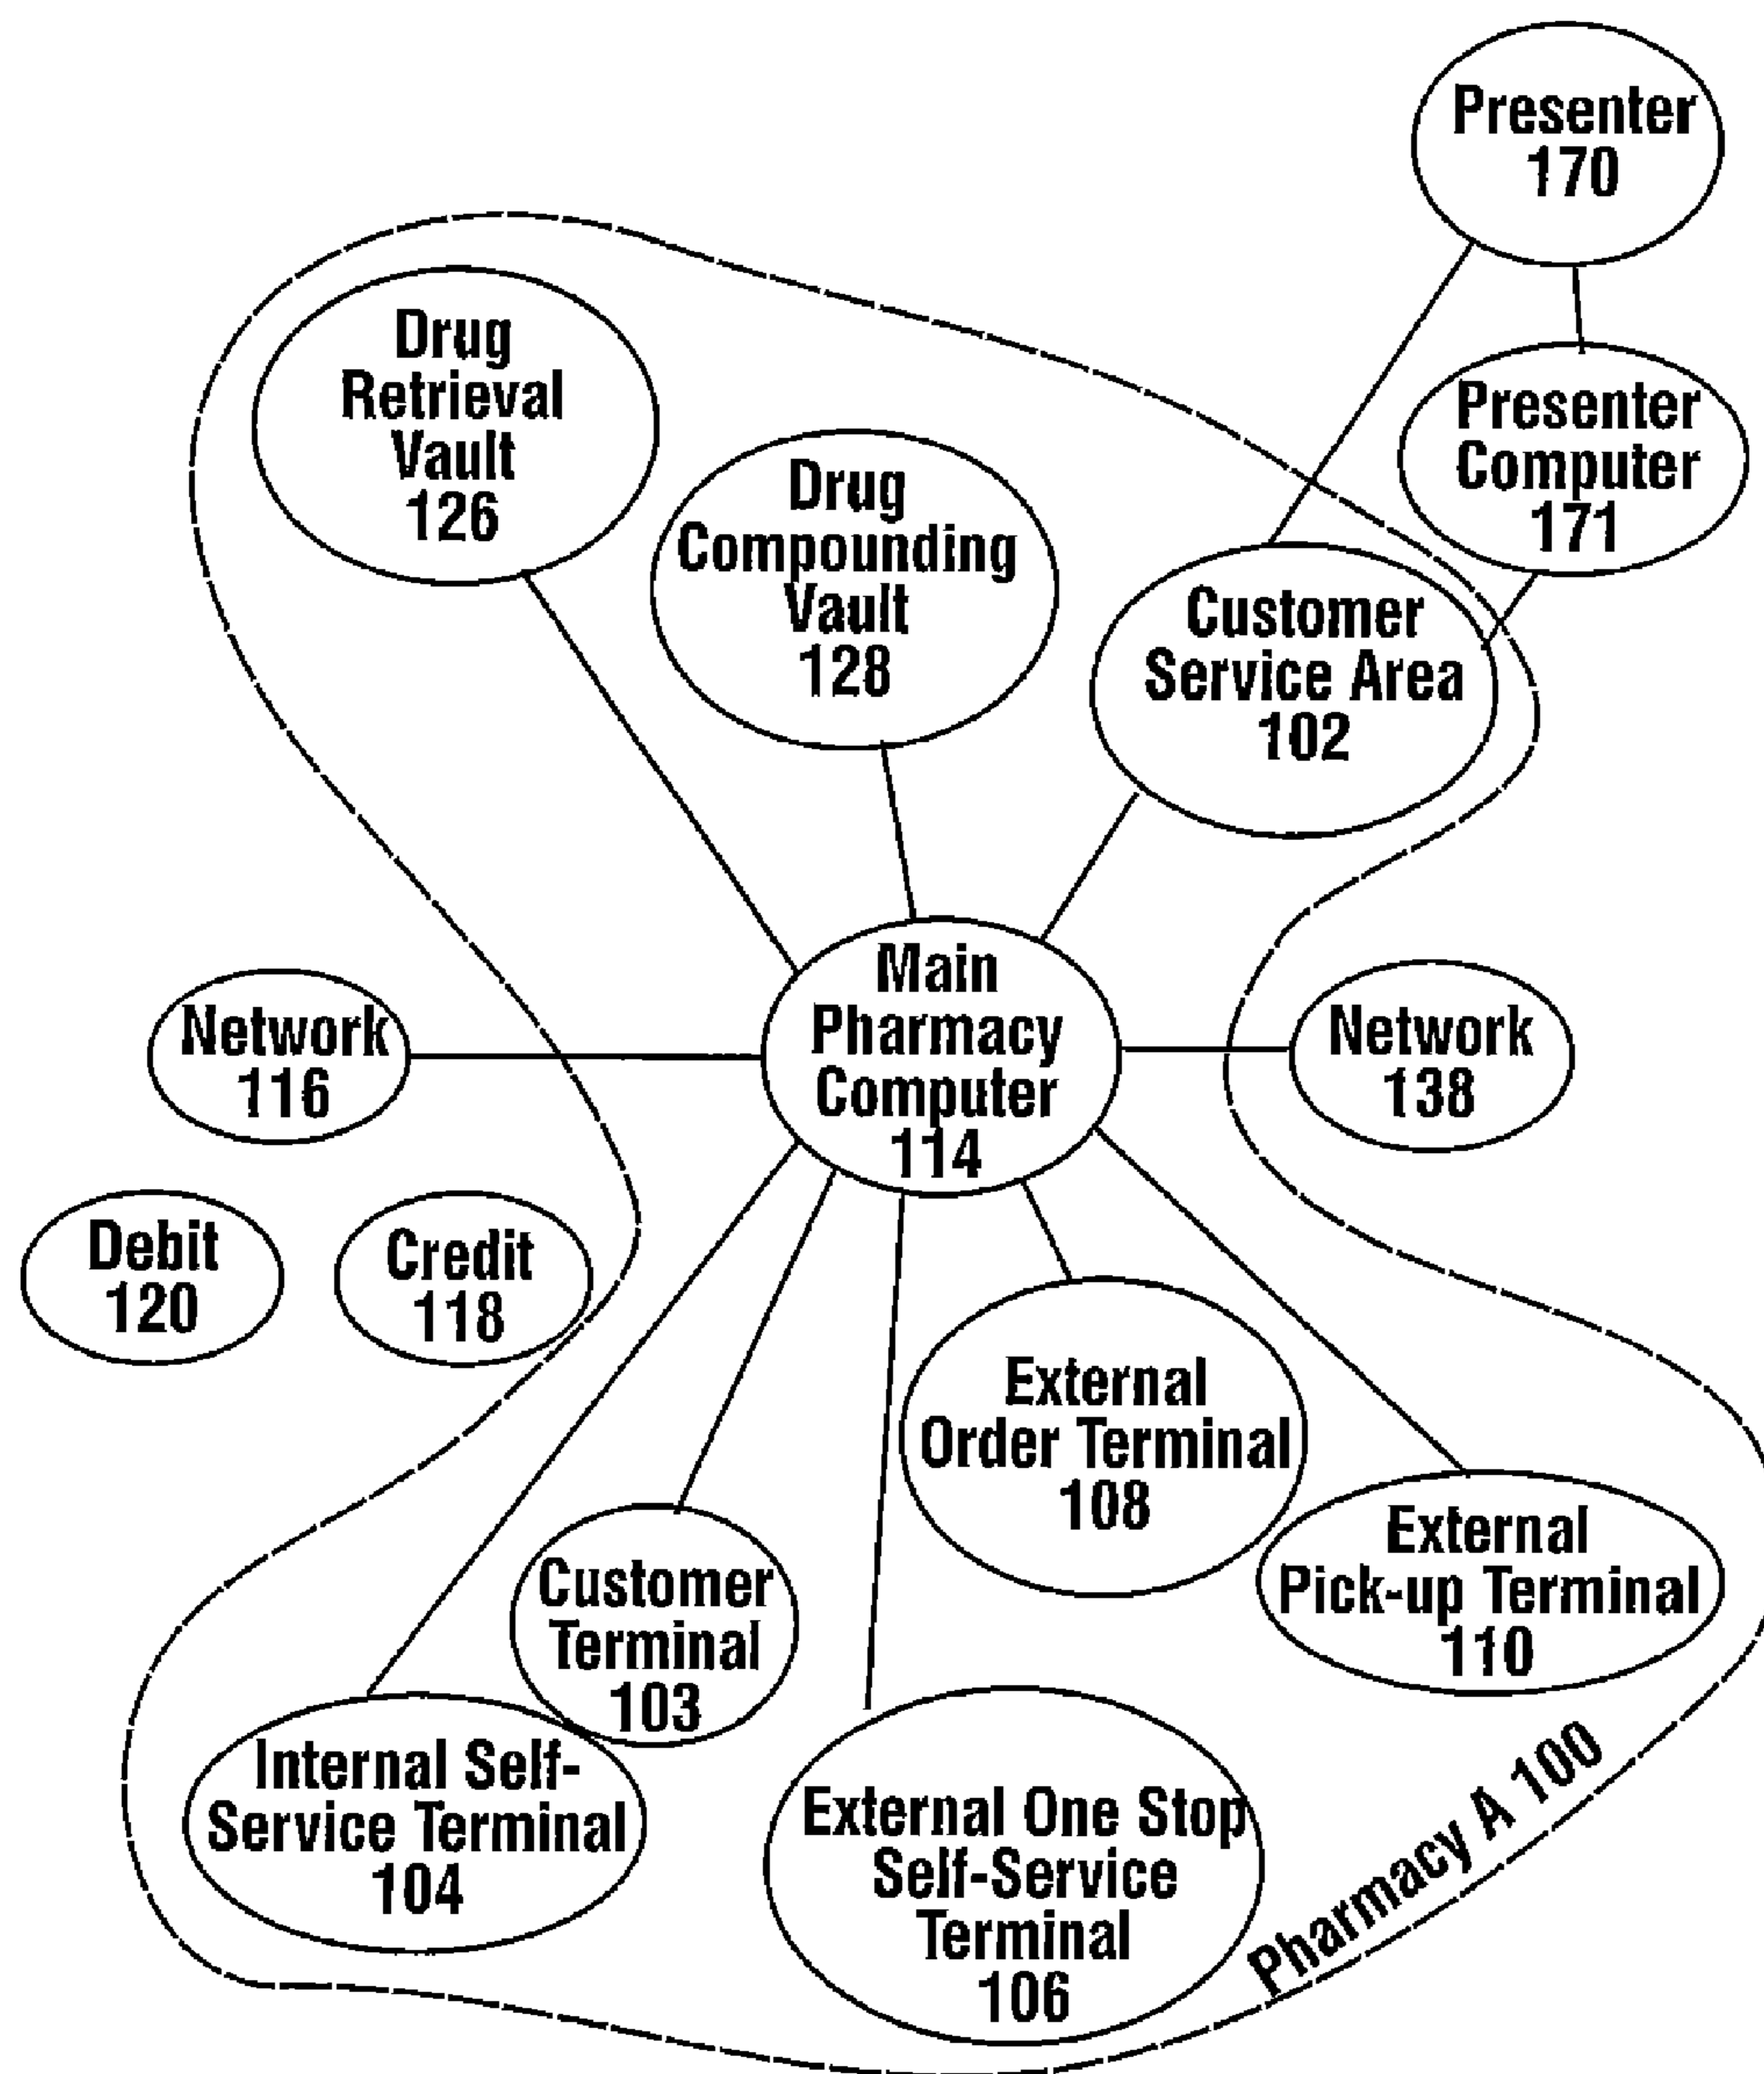 Presenter
170
Drug
Retrieval
Vault
126
Presenter
Computer
171
Drug
Compounding
Vault
128
Customer
Service Area
102
Main
Pharmacy
Computer
114
Network
116
Network
138
Debit
120
Credit
118
External
Order Terminal
108
External
Pick-up Terminal
110
Customer
Terminal
103
Internal Self-
Service Terminal
104
External One Stop
Self-Service
Terminal
106
Pharmacy A 100